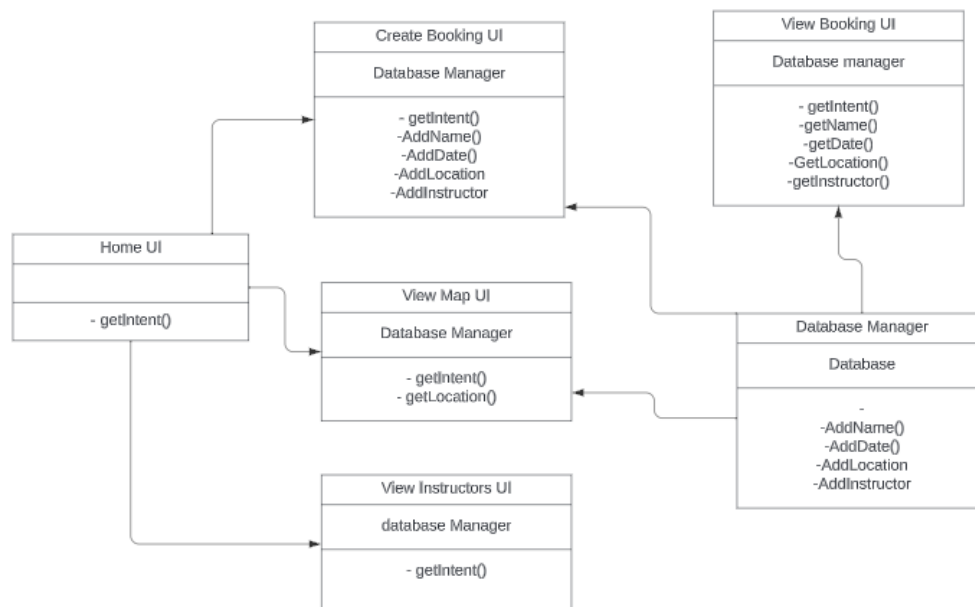 Create Booking UI
Database Manager
- getIntent()
-AddName()
-AddDate()
-AddLocation
-AddInstructor
View Booking UI
Database manager
- getIntent()
-getName()
-getDate()
-GetLocation()
-getInstructor()
Home UI
- getIntent()
View Map UI
Database Manager
- getIntent()
- getLocation()
Database Manager
Database
-
-AddName()
-AddDate()
-AddLocation
-AddInstructor
View Instructors UI
database Manager
- getIntent()